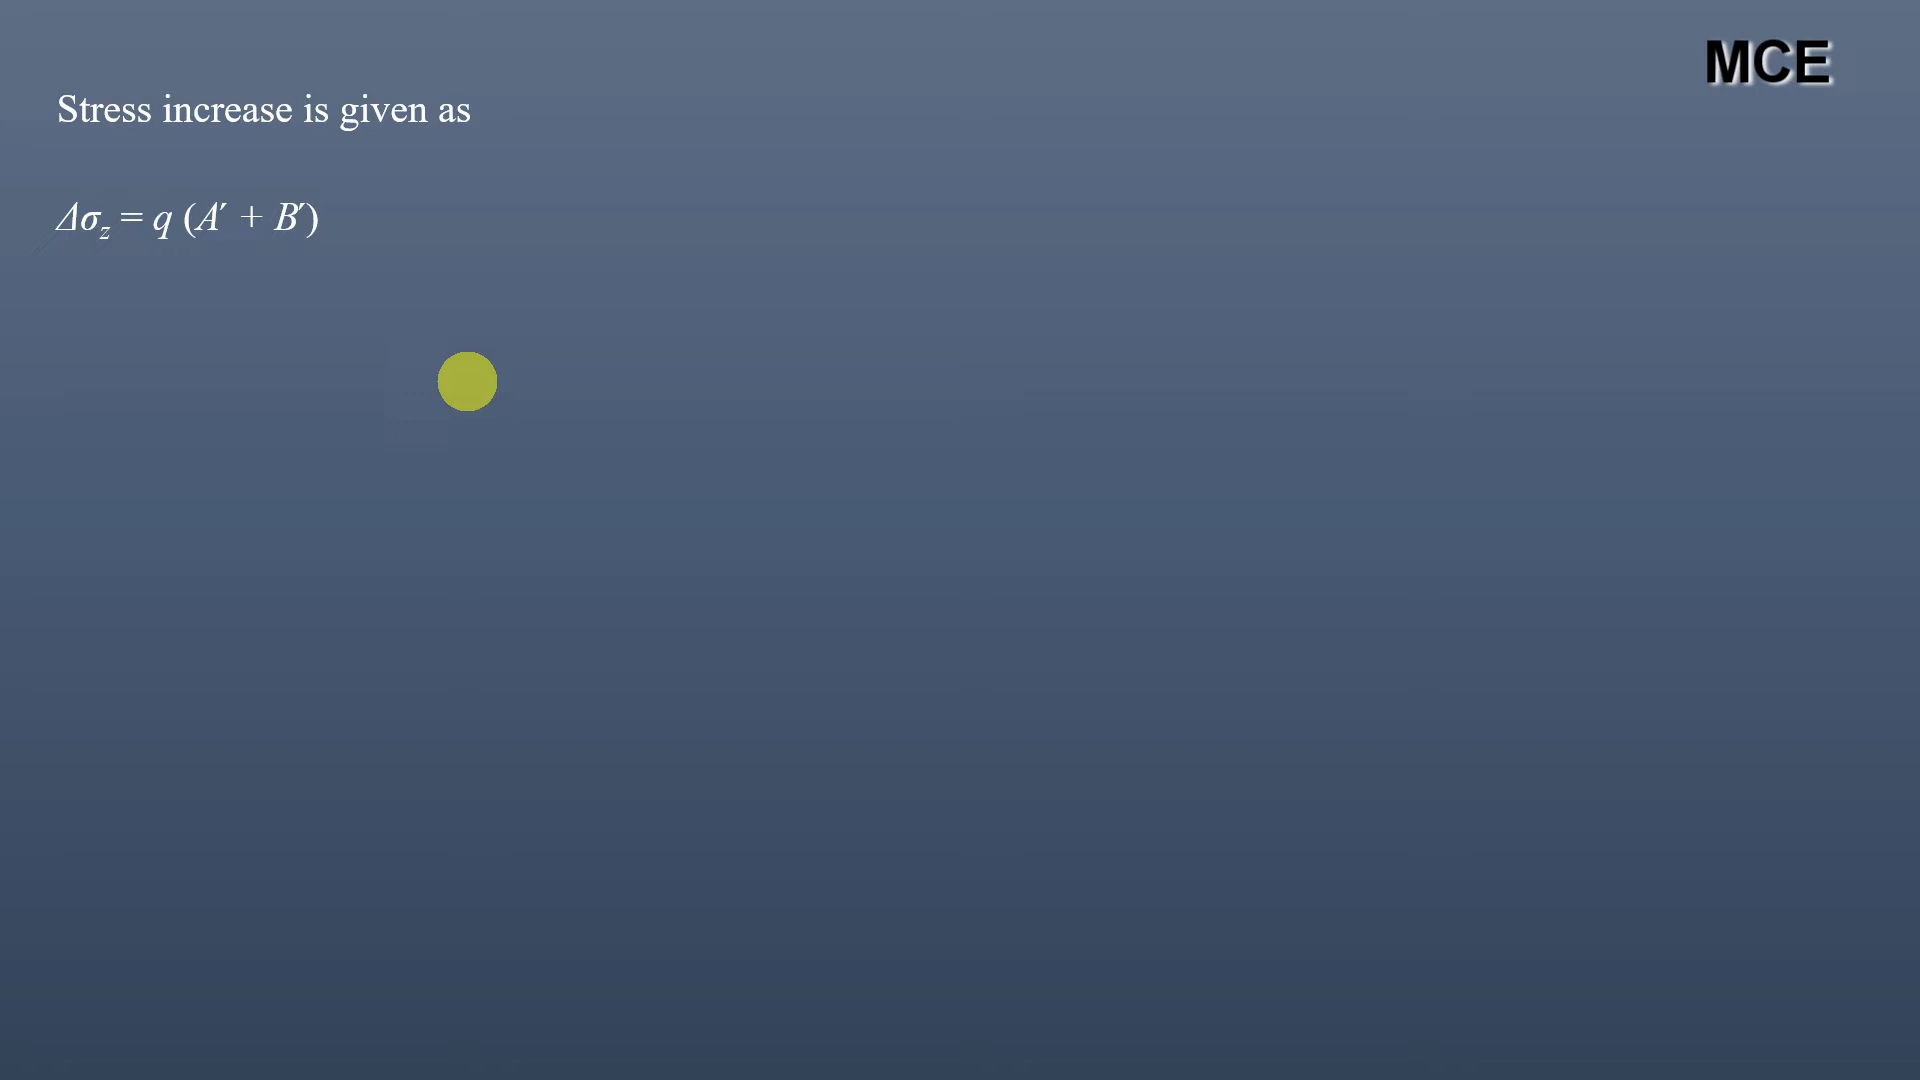 MCE
Stress increase is given as
Δσz = q (A′ + B′)